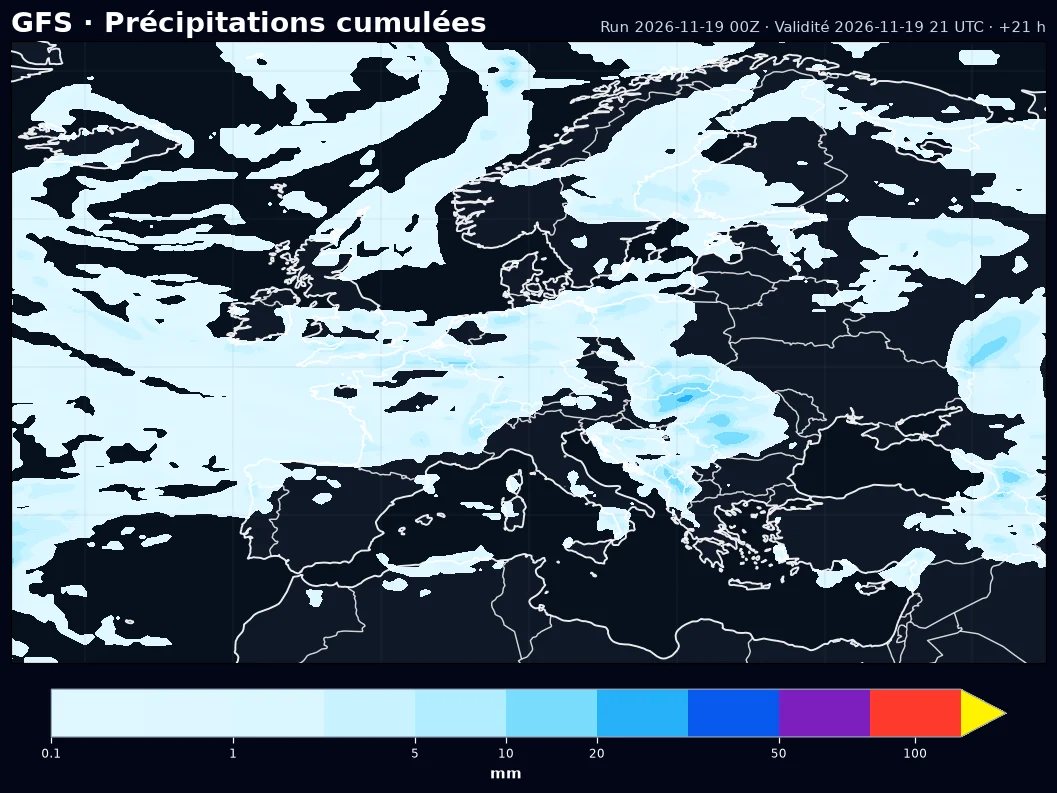 GFS · Précipitations cumulées
Run 2026-11-19 00Z · Validité 2026-11-19 21 UTC · +21 h
0.1 1 5 10 20 50 100
mm